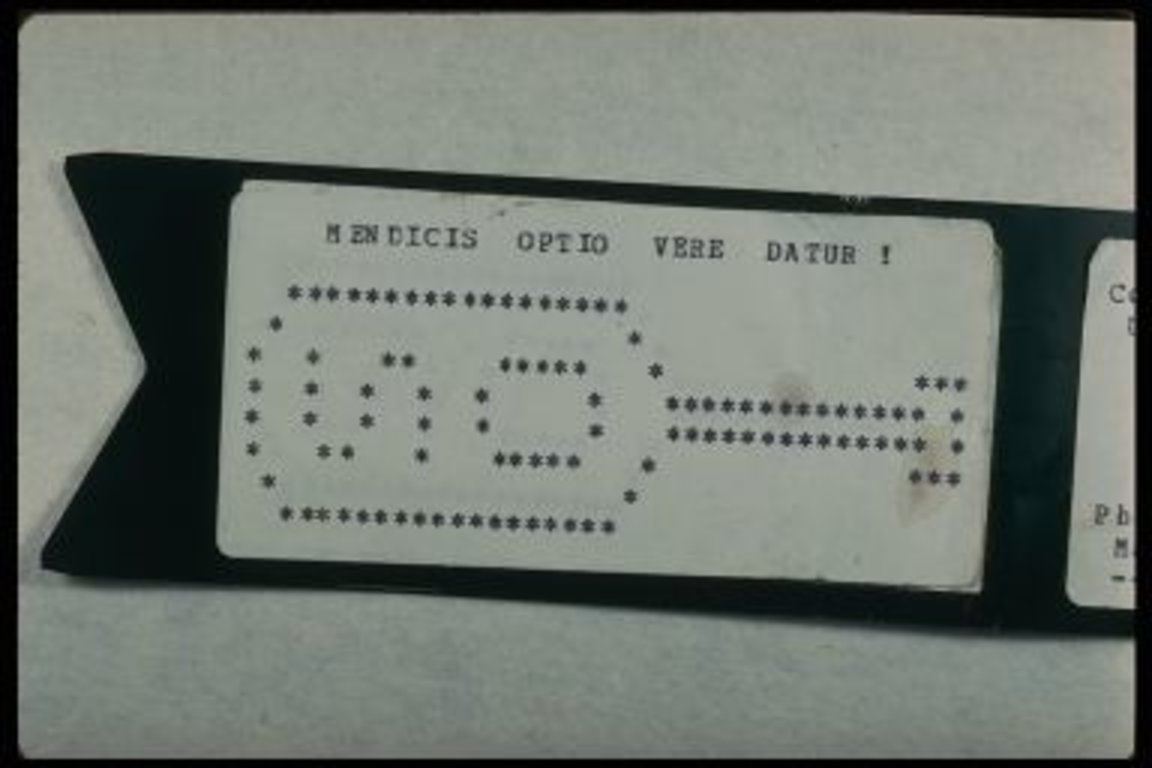 MENDICIS OPTIO VERE DATUR !